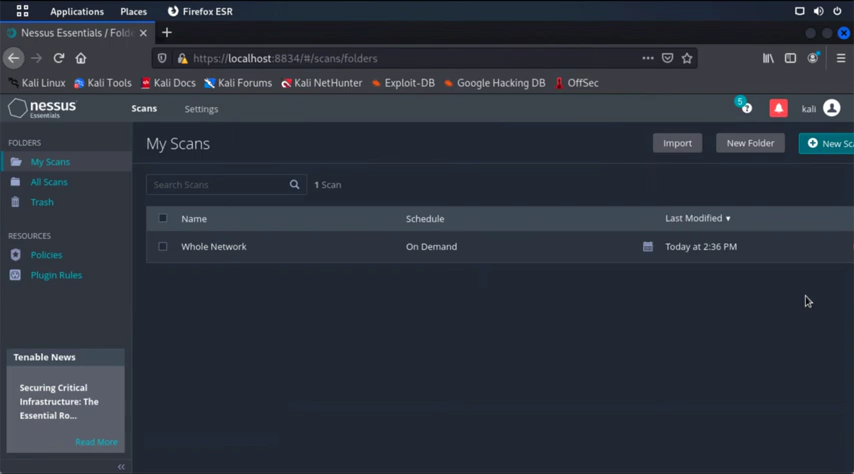 Applications Places Firefox ESR
Nessus Essentials / Folde
https://localhost:8834/#/scans/folders
Kali Linux Kali Tools Kali Docs Kali Forums Kali NetHunter Exploit-DB Google Hacking DB OffSec
nessus Essentials Scans Settings 5 ? kali
FOLDERS
My Scans
All Scans
Trash
RESOURCES
Policies
Plugin Rules
Tenable News
Securing Critical
Infrastructure: The
Essential Ro...
Read More
My Scans Import New Folder New Sca
Search Scans 1 Scan
Name Schedule Last Modified
Whole Network On Demand Today at 2:36 PM